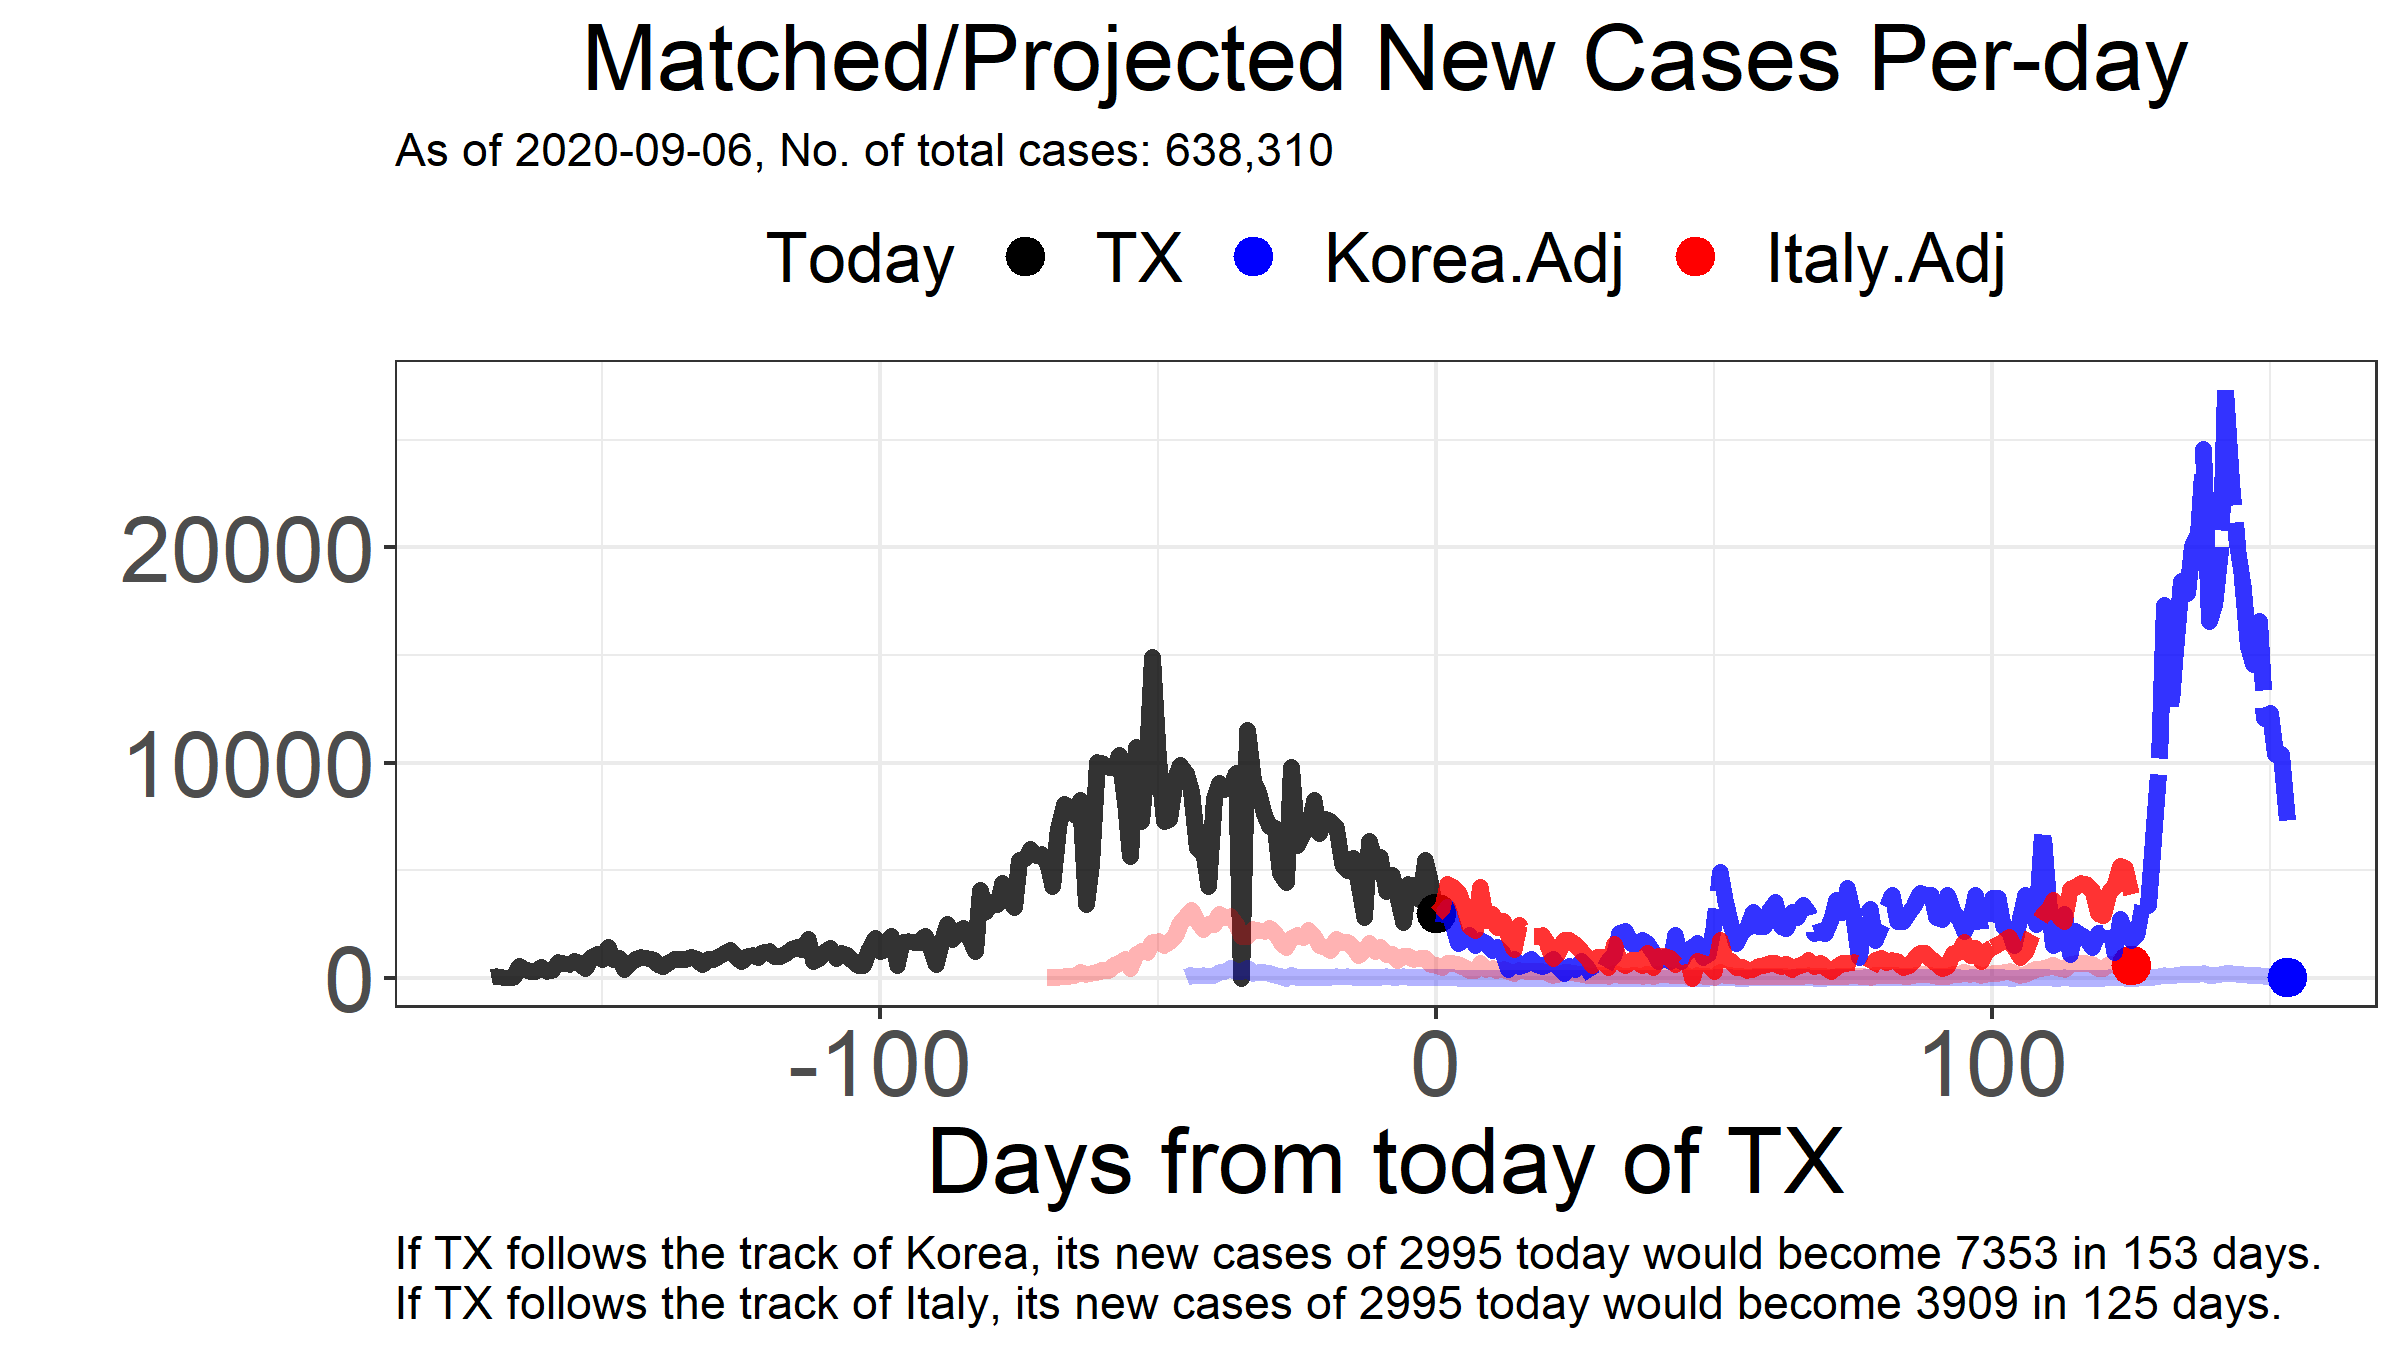 Matched/Projected New Cases Per-day
As of 2020-09-06, No. of total cases: 638,310
Today TX Korea.Adj Italy.Adj
20000
10000
0
-100 0 100
Days from today of TX
If TX follows the track of Korea, its new cases of 2995 today would become 7353 in 153 days.
If TX follows the track of Italy, its new cases of 2995 today would become 3909 in 125 days.